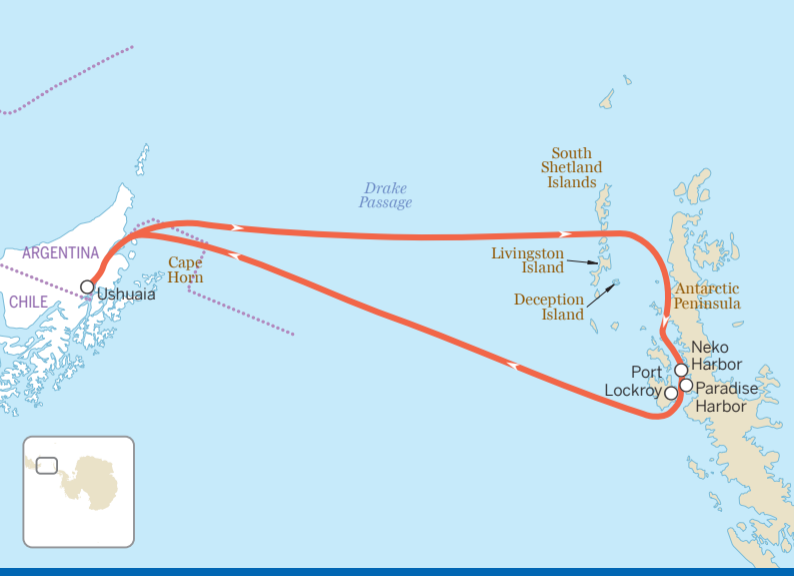 South
Shetland
Islands
Drake
Passage
ARGENTINA
Cape
Horn
Livingston
Island
CHILE
Ushuaia
Deception
Island
Antarctic
Peninsula
Neko
Harbor
Port
Lockroy
Paradise
Harbor